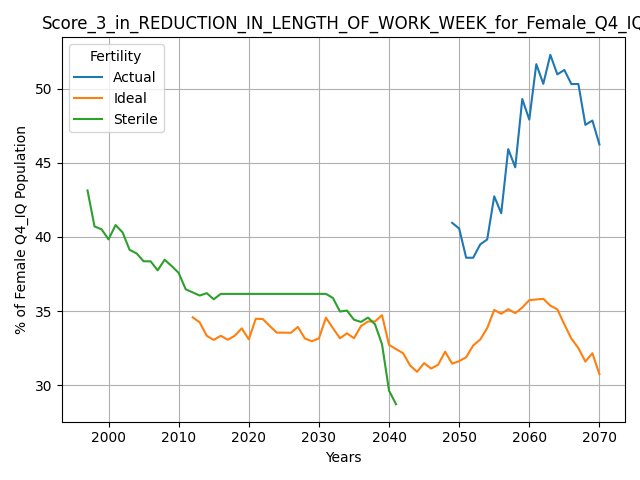 Score_3_in_REDUCTION_IN_LENGTH_OF_WORK_WEEK_for_Female_Q4_IQ
Fertility
Actual
Ideal
Sterile
% of Female Q4_IQ Population
50
45
40
35
30
2000 2010 2020 2030 2040 2050 2060 2070
Years